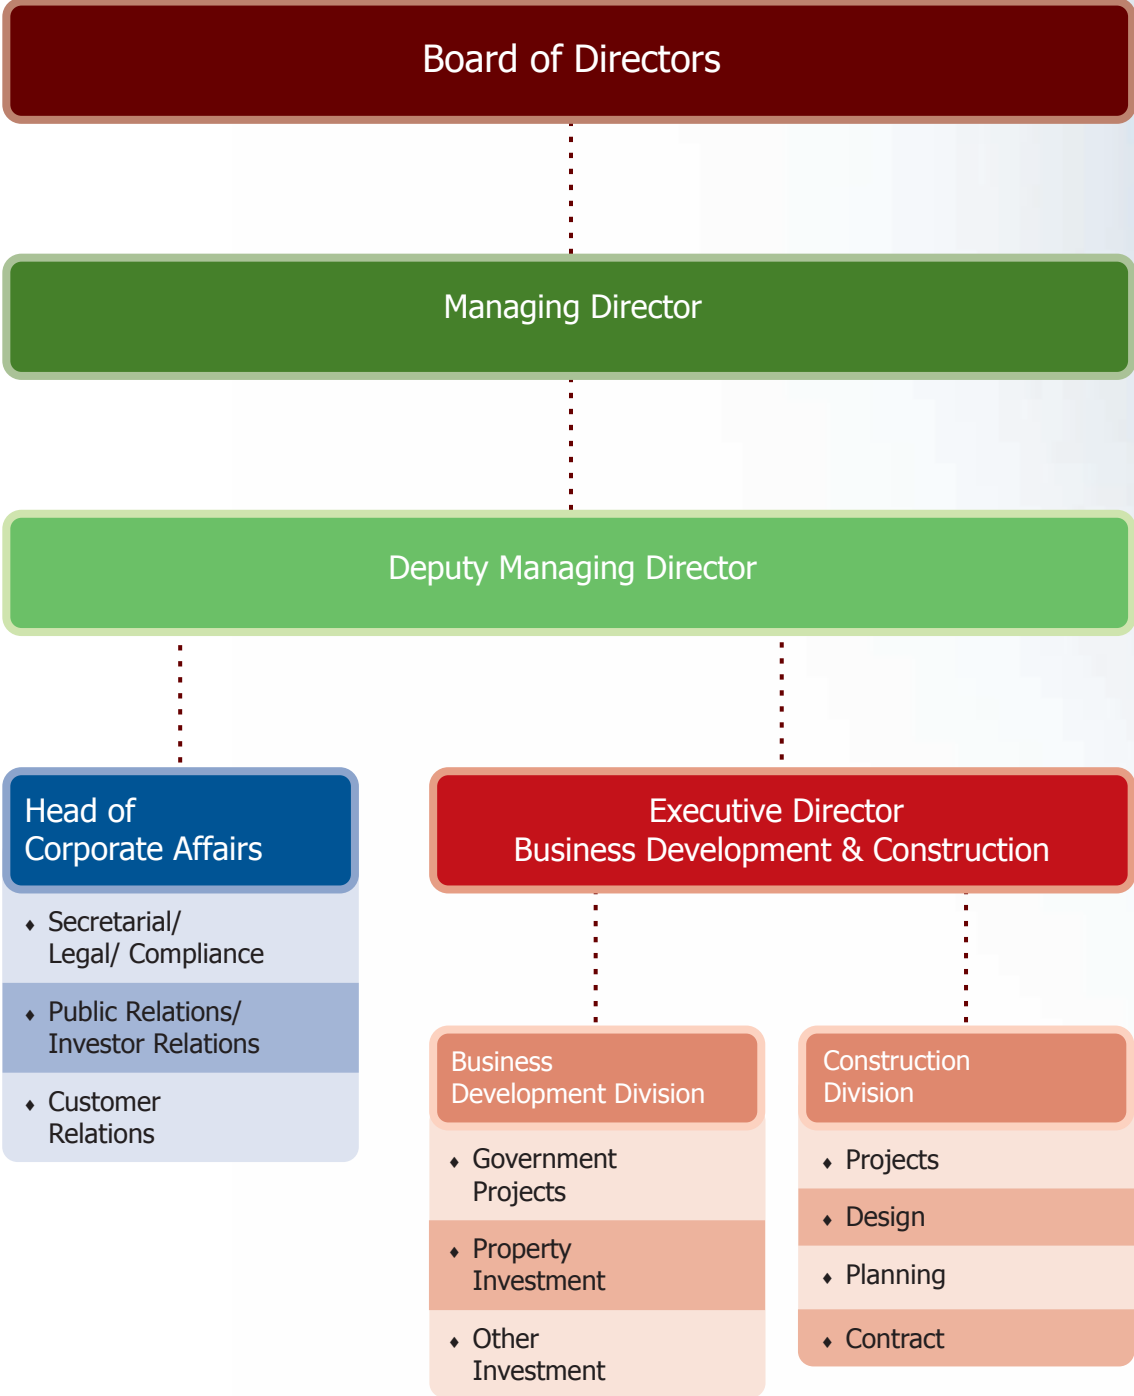 Board of Directors
Managing Director
Deputy Managing Director
Head of
Corporate Affairs
♦ Secretarial/
Legal/ Compliance
♦ Public Relations/
Investor Relations
♦ Customer
Relations
Executive Director
Business Development & Construction
Business
Development Division
♦ Government
Projects
♦ Property
Investment
♦ Other
Investment
Construction
Division
♦ Projects
♦ Design
♦ Planning
♦ Contract